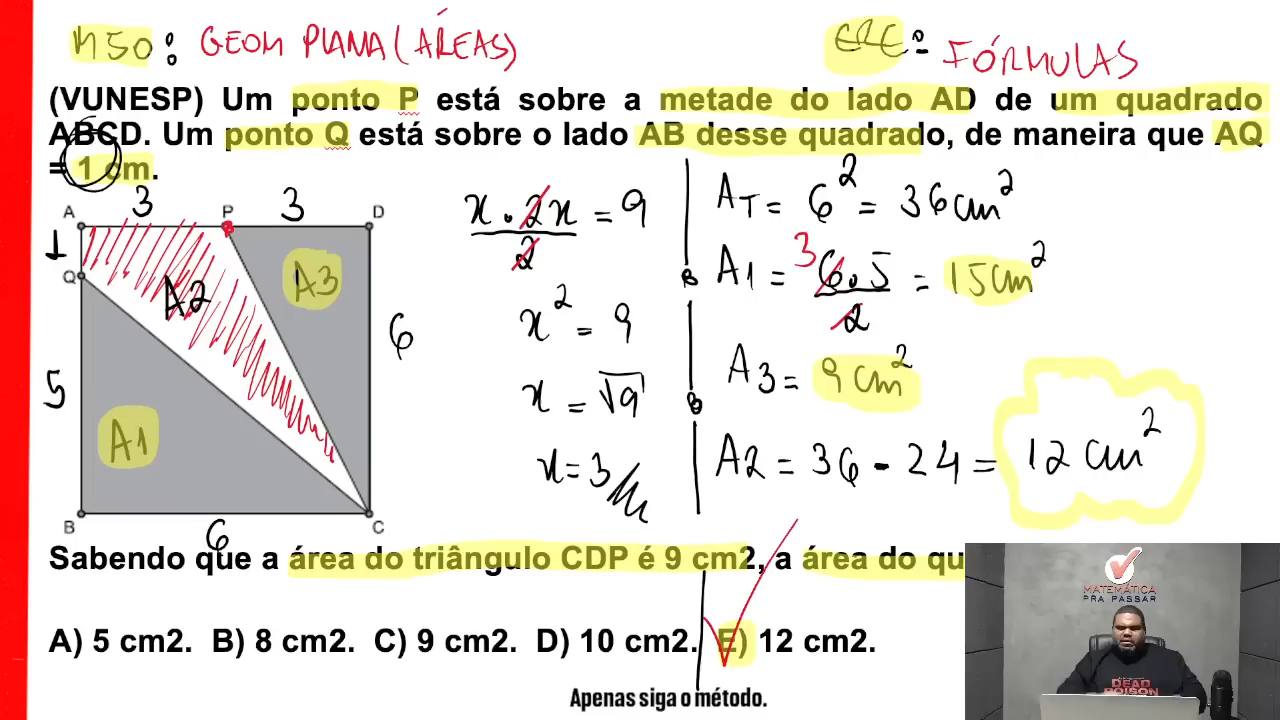 M50: GEOM PLANA (ÁREAS)
FÓRMULAS
(VUNESP) Um ponto P está sobre a metade do lado AD de um quadrado
ABCD. Um ponto Q está sobre o lado AB desse quadrado, de maneira que AQ
= 1 cm.
A 3 P 3 D
1
Q
A2 A3
6
5
A1
B 6 C
x . 2x / 2 = 9
x² = 9
x = √9
x = 3
AT = 6² = 36 cm²
A1 = 3 6.5 / 2 = 15 cm²
A3 = 9 cm²
A2 = 36 - 24 = 12 cm²
Sabendo que a área do triângulo CDP é 9 cm2, a área do qu
A) 5 cm2. B) 8 cm2. C) 9 cm2. D) 10 cm2. E) 12 cm2.
MATEMÁTICA
PRA PASSAR
DEAD
POISON
Apenas siga o método.